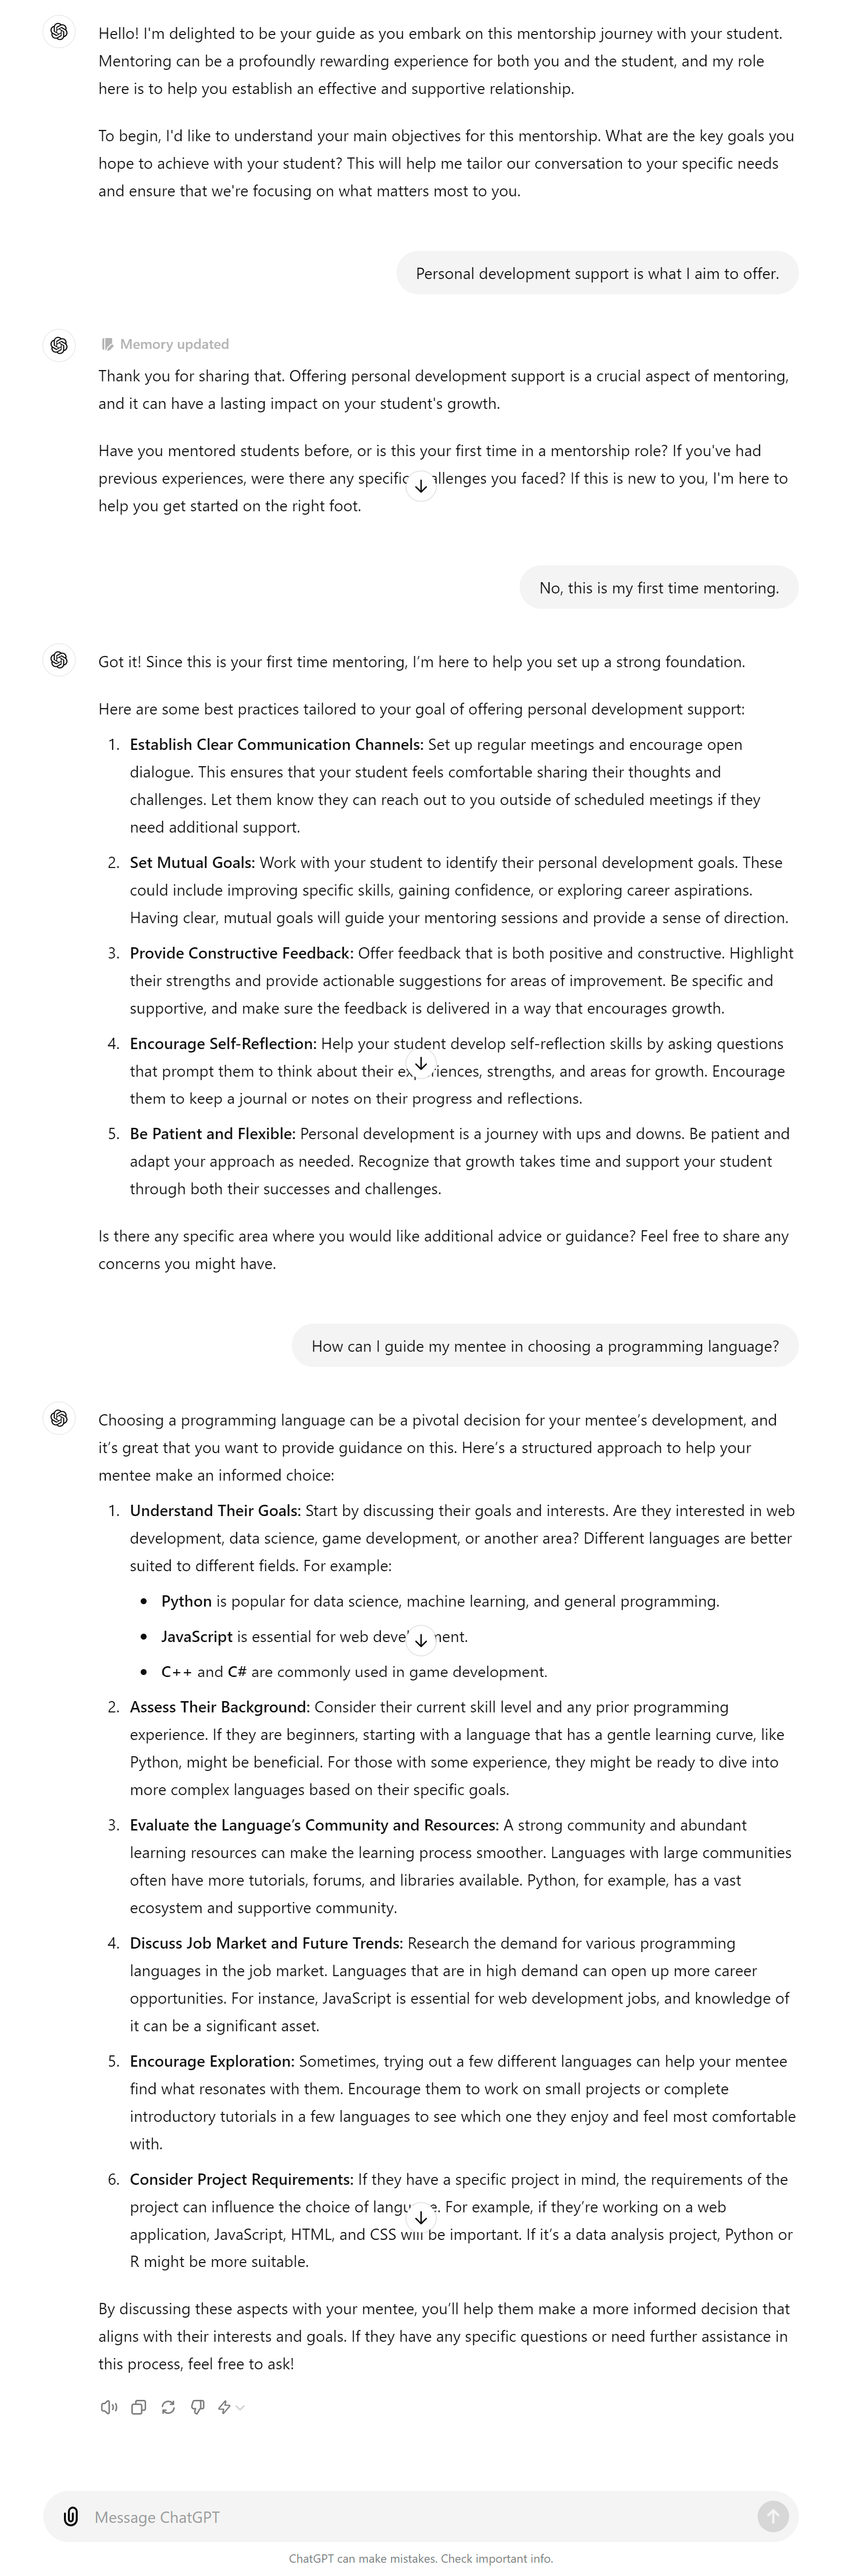 Hello! I'm delighted to be your guide as you embark on this mentorship journey with your student.
Mentoring can be a profoundly rewarding experience for both you and the student, and my role
here is to help you establish an effective and supportive relationship.
To begin, I'd like to understand your main objectives for this mentorship. What are the key goals you
hope to achieve with your student? This will help me tailor our conversation to your specific needs
and ensure that we're focusing on what matters most to you.
Personal development support is what I aim to offer.
Memory updated
Thank you for sharing that. Offering personal development support is a crucial aspect of mentoring,
and it can have a lasting impact on your student's growth.
Have you mentored students before, or is this your first time in a mentorship role? If you've had
previous experiences, were there any specific challenges you faced? If this is new to you, I'm here to
help you get started on the right foot.
No, this is my first time mentoring.
Got it! Since this is your first time mentoring, I’m here to help you set up a strong foundation.
Here are some best practices tailored to your goal of offering personal development support:
1. Establish Clear Communication Channels: Set up regular meetings and encourage open
dialogue. This ensures that your student feels comfortable sharing their thoughts and
challenges. Let them know they can reach out to you outside of scheduled meetings if they
need additional support.
2. Set Mutual Goals: Work with your student to identify their personal development goals. These
could include improving specific skills, gaining confidence, or exploring career aspirations.
Having clear, mutual goals will guide your mentoring sessions and provide a sense of direction.
3. Provide Constructive Feedback: Offer feedback that is both positive and constructive. Highlight
their strengths and provide actionable suggestions for areas of improvement. Be specific and
supportive, and make sure the feedback is delivered in a way that encourages growth.
4. Encourage Self-Reflection: Help your student develop self-reflection skills by asking questions
that prompt them to think about their experiences, strengths, and areas for growth. Encourage
them to keep a journal or notes on their progress and reflections.
5. Be Patient and Flexible: Personal development is a journey with ups and downs. Be patient and
adapt your approach as needed. Recognize that growth takes time and support your student
through both their successes and challenges.
Is there any specific area where you would like additional advice or guidance? Feel free to share any
concerns you might have.
How can I guide my mentee in choosing a programming language?
Choosing a programming language can be a pivotal decision for your mentee’s development, and
it’s great that you want to provide guidance on this. Here’s a structured approach to help your
mentee make an informed choice:
1. Understand Their Goals: Start by discussing their goals and interests. Are they interested in web
development, data science, game development, or another area? Different languages are better
suited to different fields. For example:
• Python is popular for data science, machine learning, and general programming.
• JavaScript is essential for web development.
• C++ and C# are commonly used in game development.
2. Assess Their Background: Consider their current skill level and any prior programming
experience. If they are beginners, starting with a language that has a gentle learning curve, like
Python, might be beneficial. For those with some experience, they might be ready to dive into
more complex languages based on their specific goals.
3. Evaluate the Language’s Community and Resources: A strong community and abundant
learning resources can make the learning process smoother. Languages with large communities
often have more tutorials, forums, and libraries available. Python, for example, has a vast
ecosystem and supportive community.
4. Discuss Job Market and Future Trends: Research the demand for various programming
languages in the job market. Languages that are in high demand can open up more career
opportunities. For instance, JavaScript is essential for web development jobs, and knowledge of
it can be a significant asset.
5. Encourage Exploration: Sometimes, trying out a few different languages can help your mentee
find what resonates with them. Encourage them to work on small projects or complete
introductory tutorials in a few languages to see which one they enjoy and feel most comfortable
with.
6. Consider Project Requirements: If they have a specific project in mind, the requirements of the
project can influence the choice of language. For example, if they’re working on a web
application, JavaScript, HTML, and CSS will be important. If it’s a data analysis project, Python or
R might be more suitable.
By discussing these aspects with your mentee, you’ll help them make a more informed decision that
aligns with their interests and goals. If they have any specific questions or need further assistance in
this process, feel free to ask!
Message ChatGPT
ChatGPT can make mistakes. Check important info.